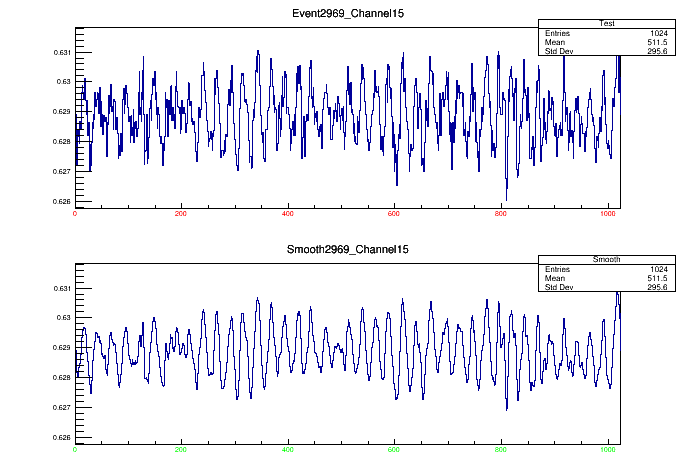 Event2969_Channel15
Test
Entries 1024
Mean 511.5
Std Dev 295.6
0.631
0.63
0.629
0.628
0.627
0.626
0 200 400 600 800 1000
Smooth2969_Channel15
Smooth
Entries 1024
Mean 511.5
Std Dev 295.6
0.631
0.63
0.629
0.628
0.627
0.626
0 200 400 600 800 1000